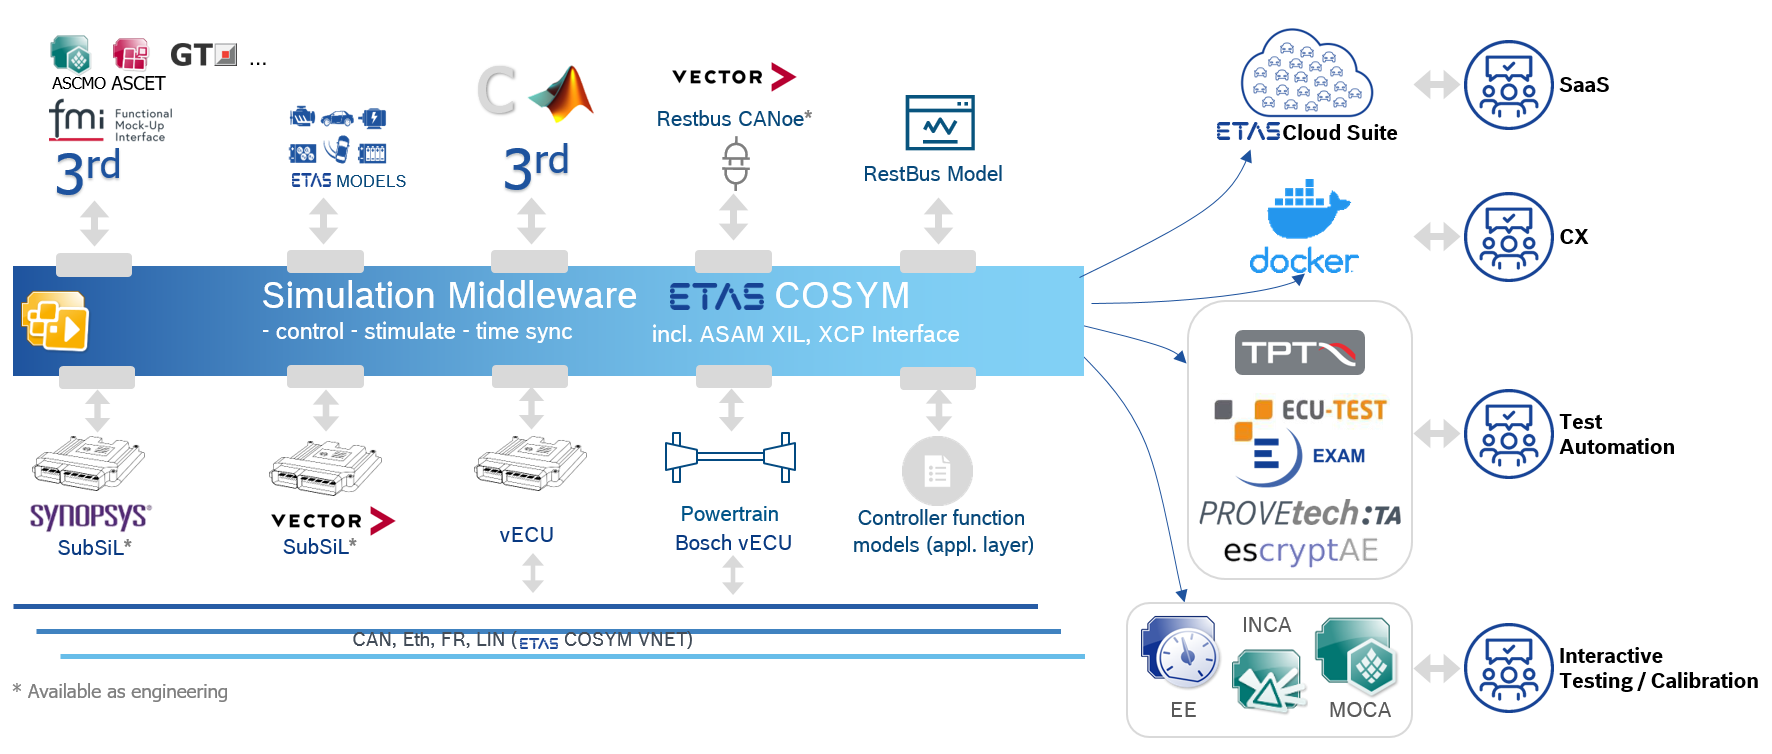 ASCMO ASCET GT ...
fmi Functional
Mock-Up
Interface
3rd
ETAS MODELS
C
3rd
VECTOR
Restbus CANoe*
RestBus Model
ETAS Cloud Suite
SaaS
docker
CX
Simulation Middleware ETAS COSYM
- control - stimulate - time sync
incl. ASAM XIL, XCP Interface
SYNOPSYS®
SubSiL*
VECTOR
SubSiL*
vECU
Powertrain
Bosch vECU
Controller function
models (appl. layer)
TPT
ECU-TEST
EXAM
PROVEtech:TA
escryptAE
Test
Automation
CAN, Eth, FR, LIN (ETAS COSYM VNET)
INCA
EE
MOCA
Interactive
Testing / Calibration
* Available as engineering